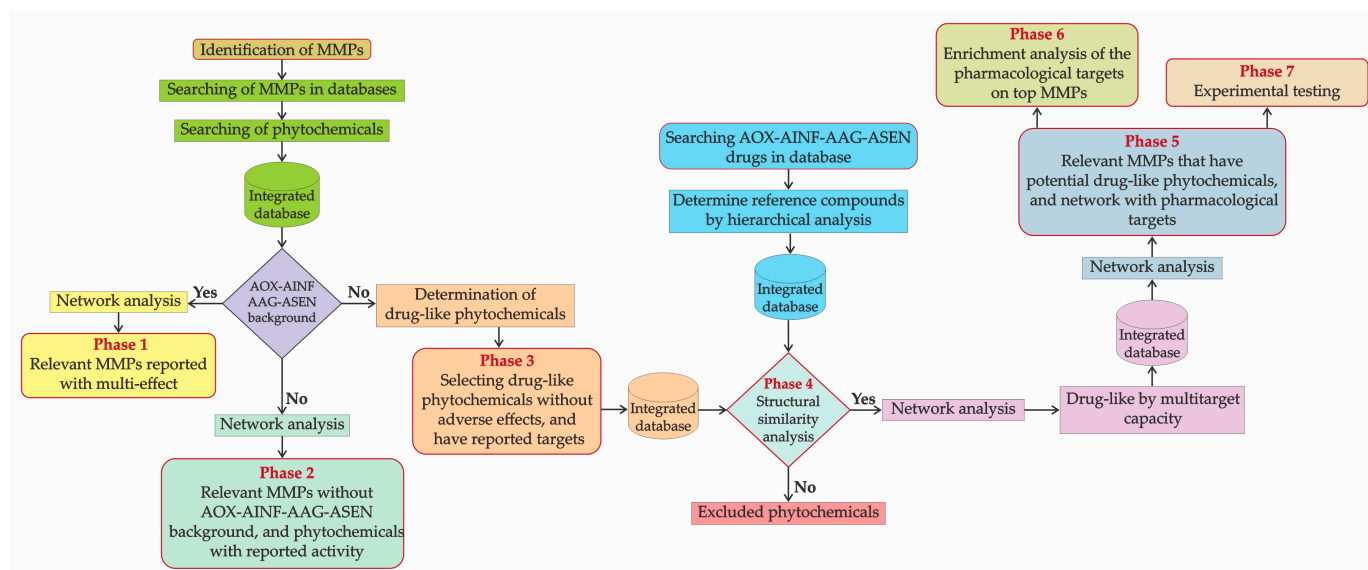 Identification of MMPs
Searching of MMPs in databases
Searching of phytochemicals
Integrated
database
AOX-AINF
AAG-ASEN
background
Yes
Network analysis
Phase 1
Relevant MMPs reported
with multi-effect
No
Network analysis
Phase 2
Relevant MMPs without
AOX-AINF-AAG-ASEN
background, and phytochemicals
with reported activity
No
Determination of
drug-like phytochemicals
Phase 3
Selecting drug-like
phytochemicals without
adverse effects, and
have reported targets
Integrated
database
Searching AOX-AINF-AAG-ASEN
drugs in database
Determine reference compounds
by hierarchical analysis
Integrated
database
Phase 4
Structural
similarity
analysis
No
Excluded phytochemicals
Yes
Network analysis
Drug-like by multitarget
capacity
Integrated
database
Network analysis
Phase 5
Relevant MMPs that have
potential drug-like phytochemicals,
and network with pharmacological
targets
Phase 6
Enrichment analysis of the
pharmacological targets
on top MMPs
Phase 7
Experimental testing